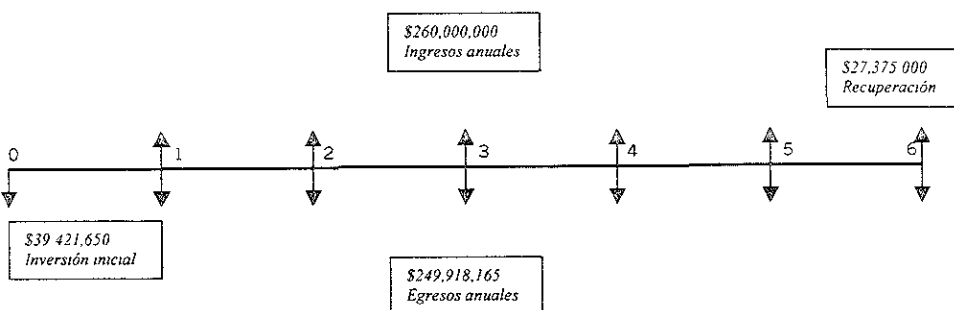 $260,000,000
Ingresos anuales
$27,375 000
Recuperación
0 1 2 3 4 5 6
$39 421,650
Inversión inicial
$249,918,165
Egresos anuales